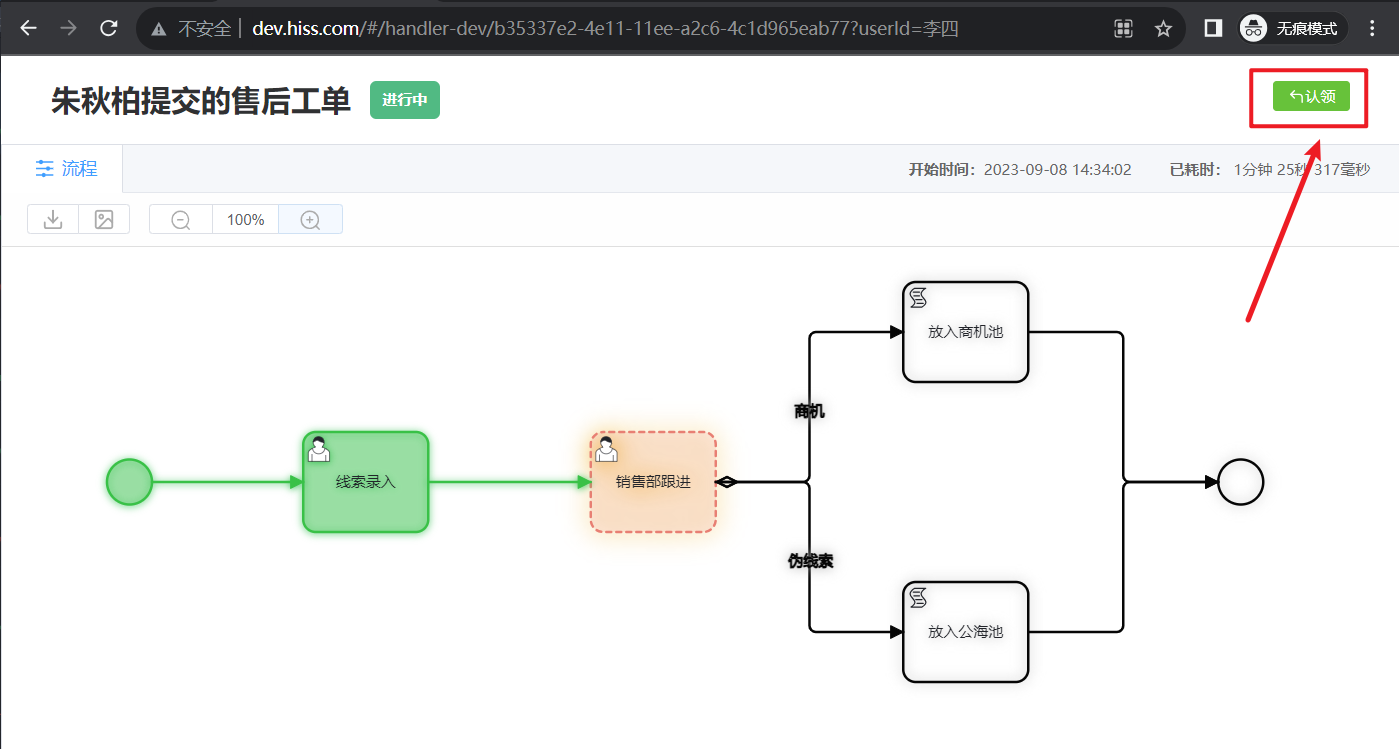 不安全 dev.hiss.com/#/handler-dev/b35337e2-4e11-11ee-a2c6-4c1d965eab77?userId=李四 无痕模式
朱秋柏提交的售后工单 进行中 认领
流程 开始时间：2023-09-08 14:34:02 已耗时： 1分钟 25秒 317毫秒
100%
放入商机池
商机
线索录入 销售部跟进
伪线索
放入公海池